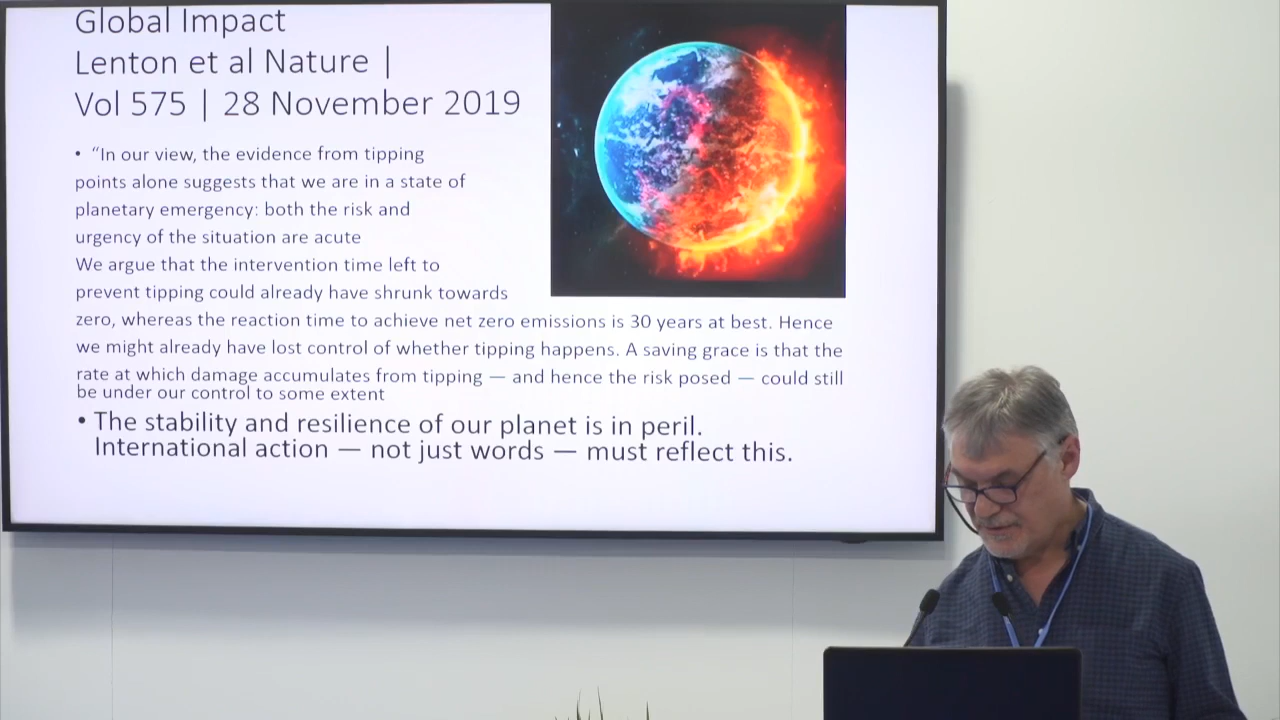 Global Impact
Lenton et al Nature |
Vol 575 | 28 November 2019
• “In our view, the evidence from tipping
points alone suggests that we are in a state of
planetary emergency: both the risk and
urgency of the situation are acute
We argue that the intervention time left to
prevent tipping could already have shrunk towards
zero, whereas the reaction time to achieve net zero emissions is 30 years at best. Hence
we might already have lost control of whether tipping happens. A saving grace is that the
rate at which damage accumulates from tipping — and hence the risk posed — could still
be under our control to some extent
• The stability and resilience of our planet is in peril.
International action — not just words — must reflect this.